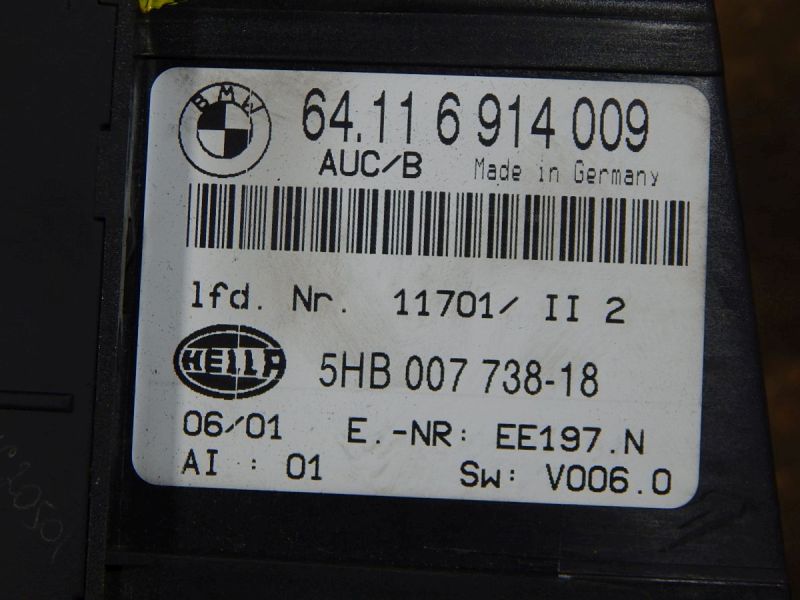 BMW 64.11 6 914 009
AUC/B Made in Germany
lfd. Nr. 11701/ II 2
HELLA 5HB 007 738-18
06/01 E.-NR: EE197.N
AI : 01 Sw: V006.0